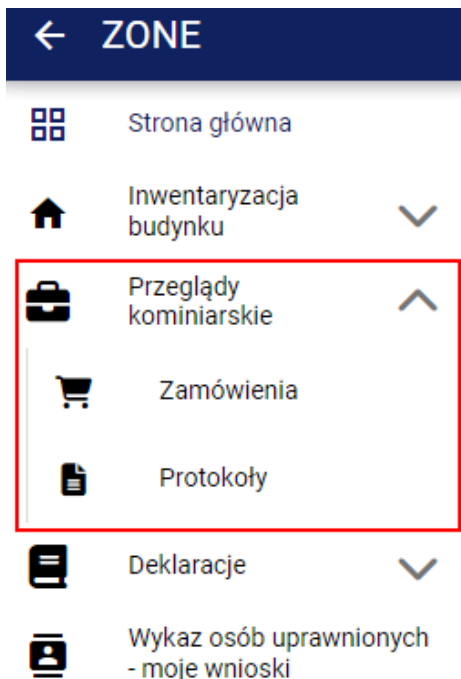 ZONE
Strona główna
Inwentaryzacja
budynku
Przeglądy
kominiarskie
Zamówienia
Protokoły
Deklaracje
Wykaz osób uprawnionych
- moje wnioski